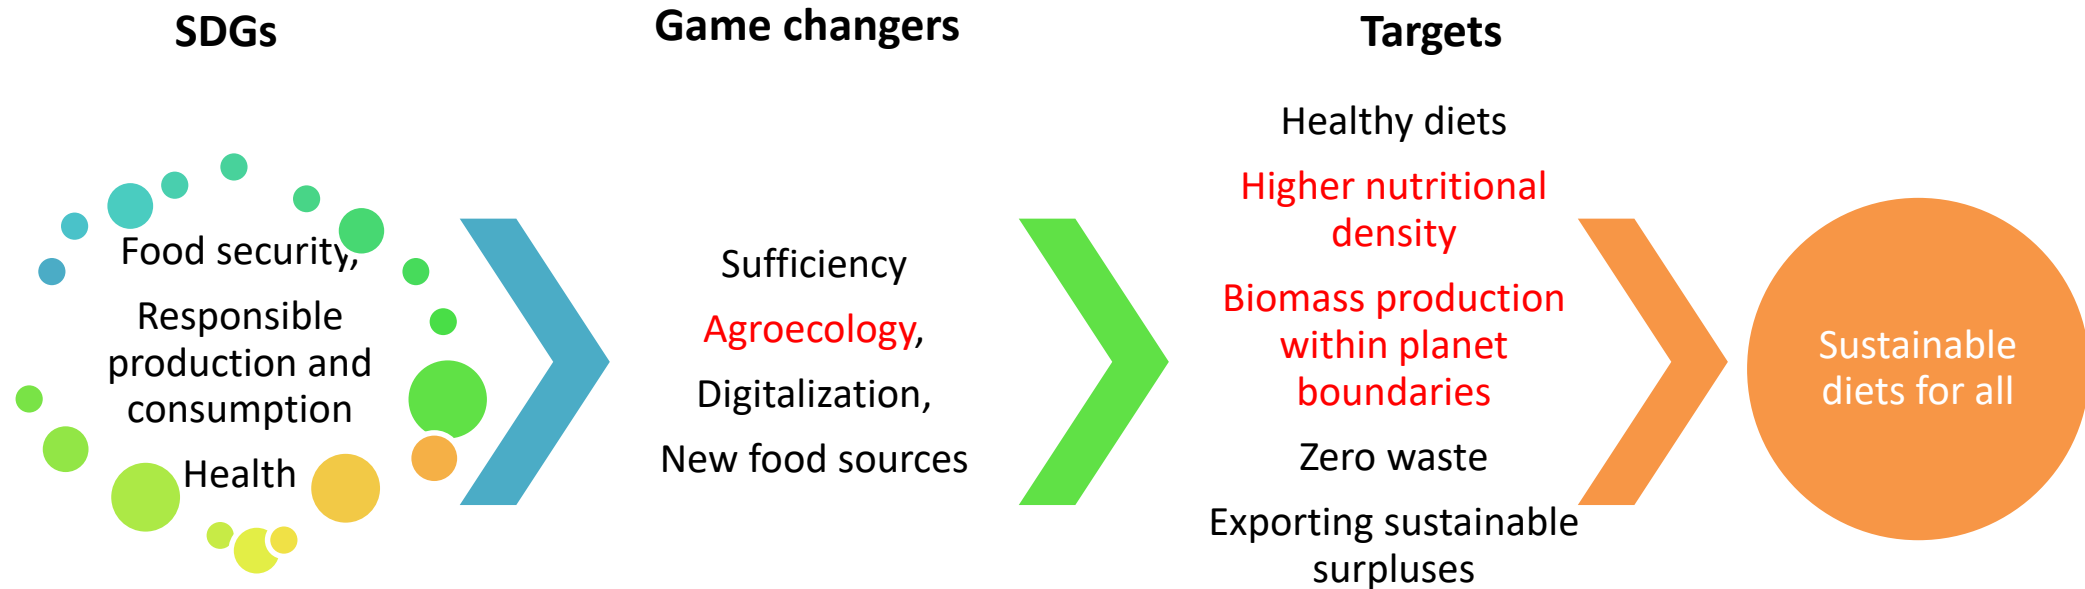 SDGs
Food security,
Responsible
production and
consumption
Health
Game changers
Sufficiency
Agroecology,
Digitalization,
New food sources
Targets
Healthy diets
Higher nutritional
density
Biomass production
within planet
boundaries
Zero waste
Exporting sustainable
surpluses
Sustainable
diets for all